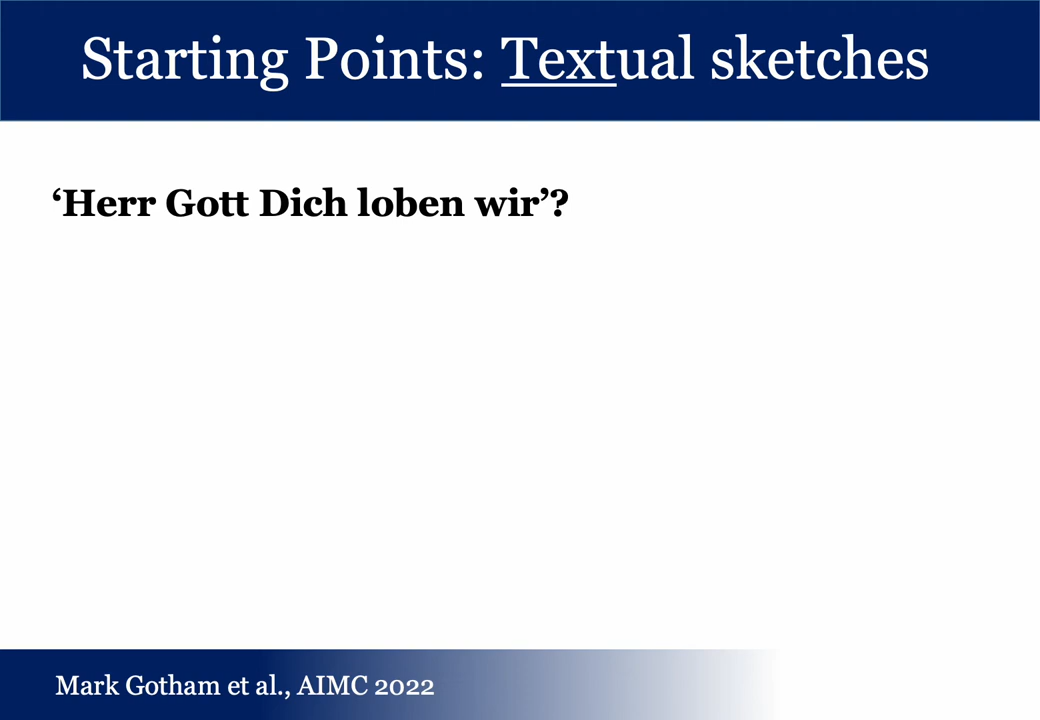 Starting Points: Textual sketches
‘Herr Gott Dich loben wir’?
Mark Gotham et al., AIMC 2022